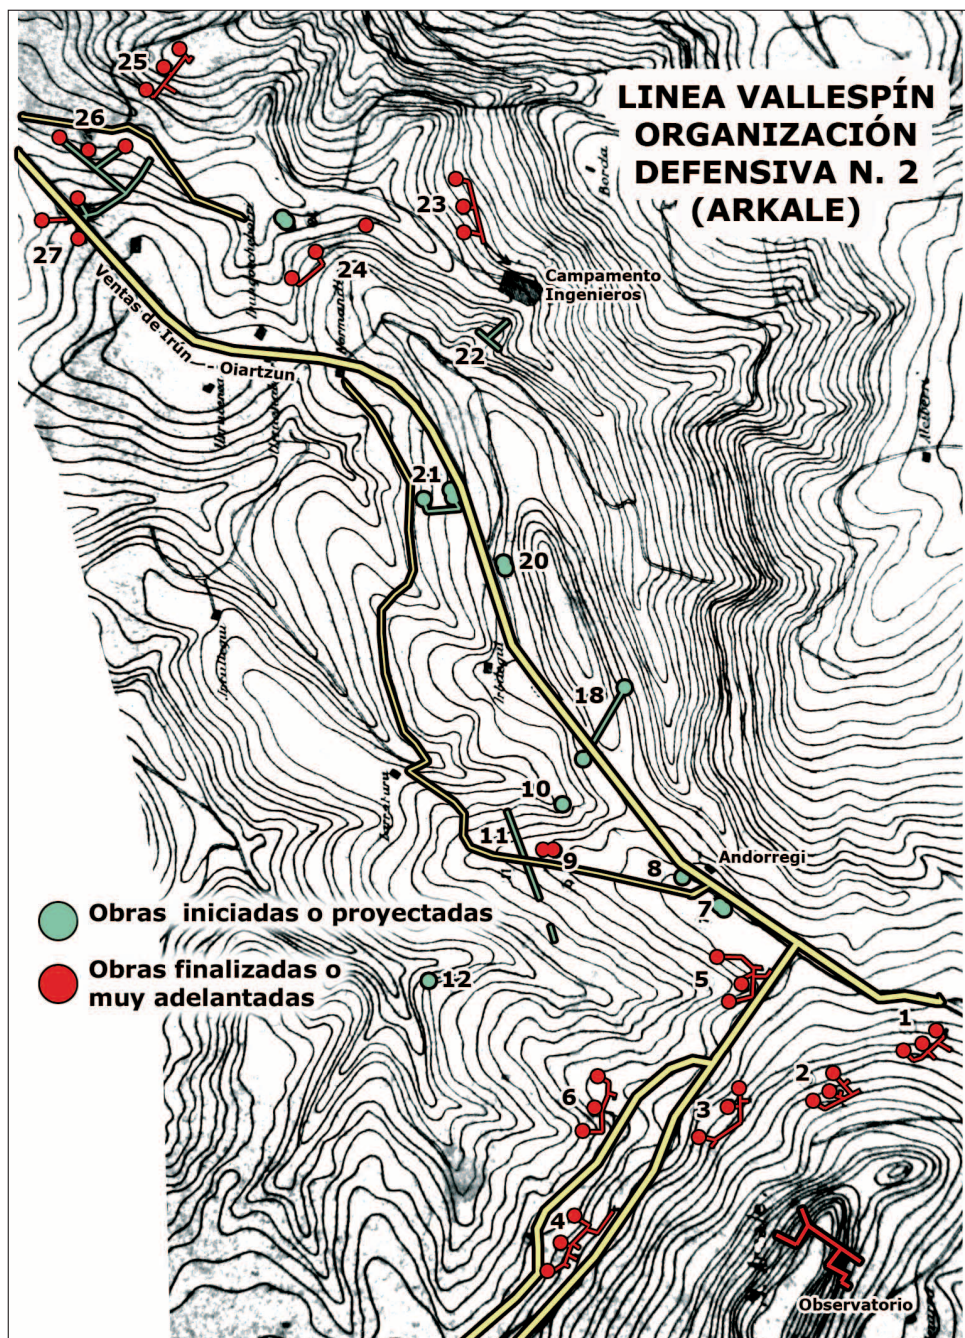 LINEA VALLESPÍN
ORGANIZACIÓN
DEFENSIVA N. 2
(ARKALE)
25
26
23
27
24
Borda
Campamento
Ingenieros
Ventas de Irún -- Oiartzun
22
21
20
18
10
11
9
8
Andorregi
7
Obras iniciadas o proyectadas
Obras finalizadas o
muy adelantadas
12
5
1
2
6
3
4
Observatorio